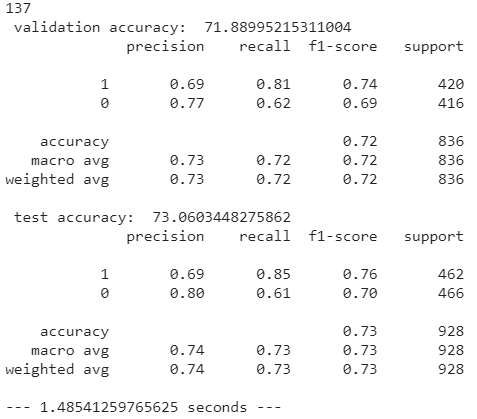 137
validation accuracy:  71.88995215311004
precision    recall  f1-score   support
1       0.69      0.81      0.74       420
0       0.77      0.62      0.69       416
accuracy                           0.72       836
macro avg       0.73      0.72      0.72       836
weighted avg       0.73      0.72      0.72       836
test accuracy:  73.0603448275862
precision    recall  f1-score   support
1       0.69      0.85      0.76       462
0       0.80      0.61      0.70       466
accuracy                           0.73       928
macro avg       0.74      0.73      0.73       928
weighted avg       0.74      0.73      0.73       928
--- 1.48541259765625 seconds ---